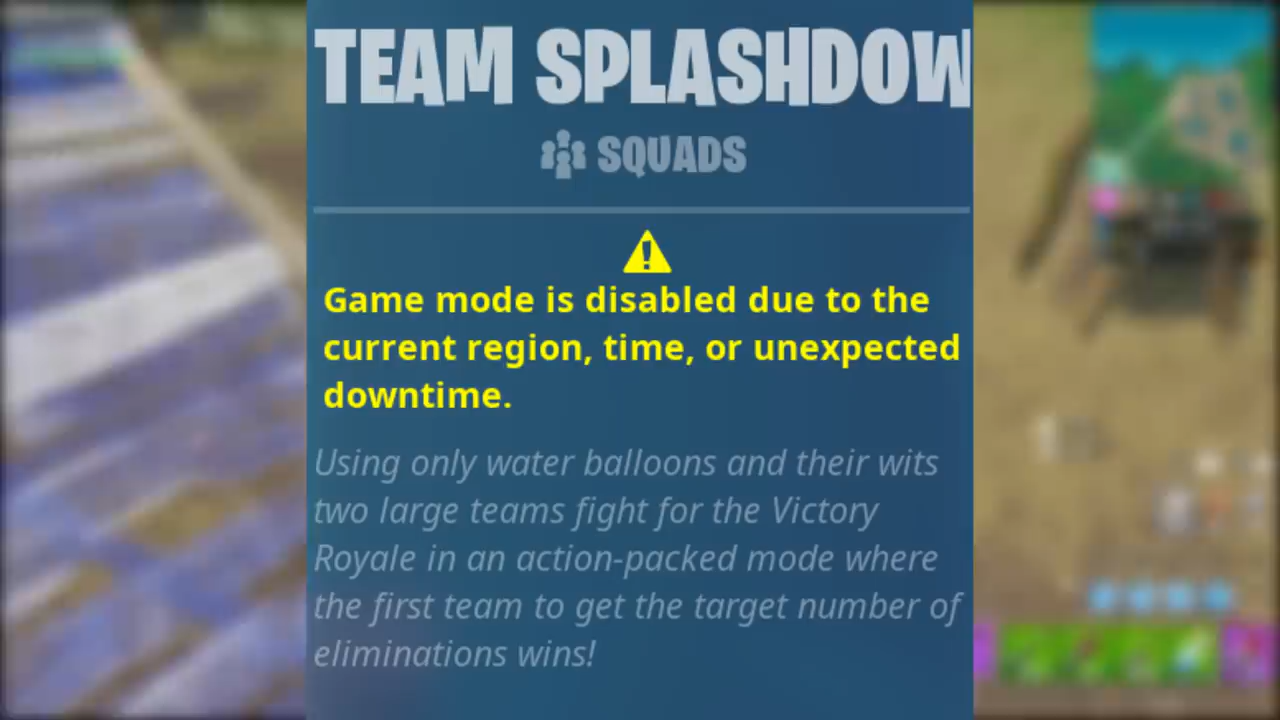 TEAM SPLASHDOW
SQUADS
Game mode is disabled due to the
current region, time, or unexpected
downtime.
Using only water balloons and their wits
two large teams fight for the Victory
Royale in an action-packed mode where
the first team to get the target number of
eliminations wins!